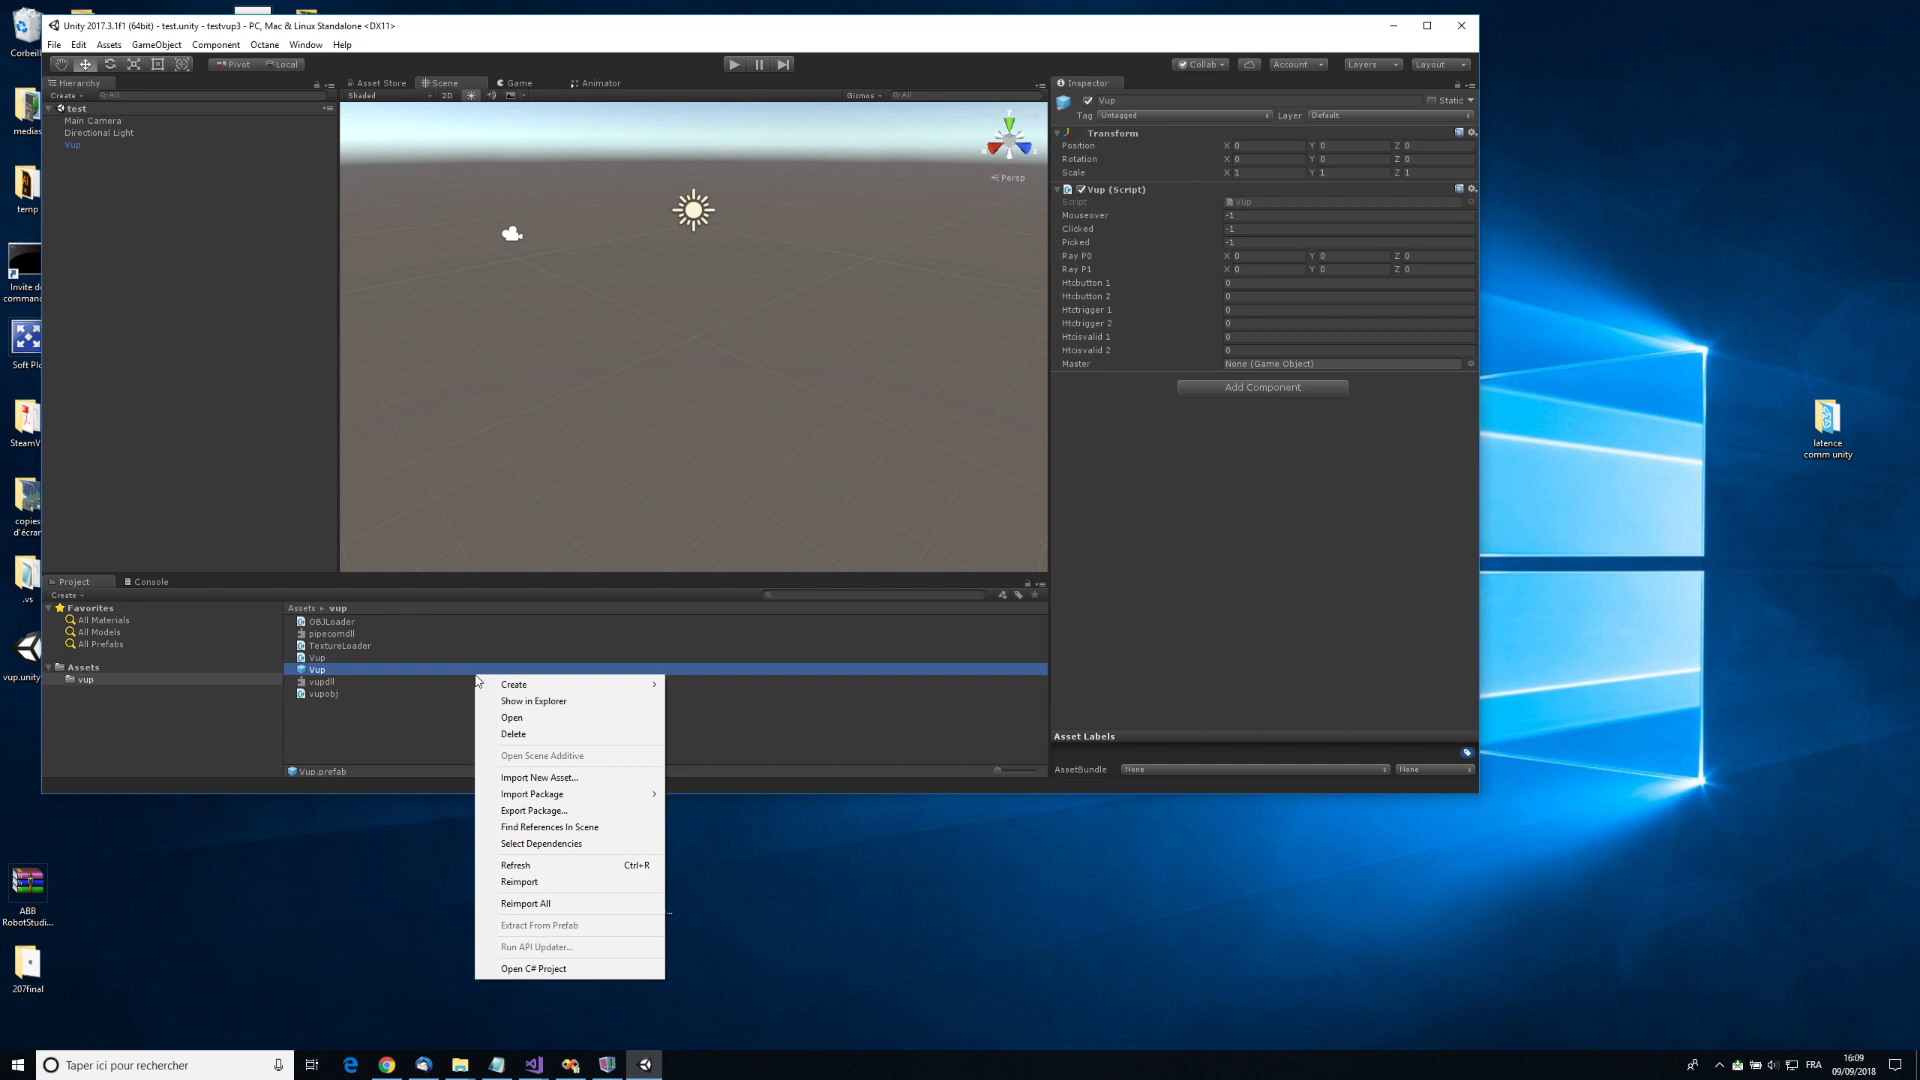 Unity 2017.3.1f1 (64bit) - test.unity - testvup3 - PC, Mac & Linux Standalone <DX11>
File Edit Assets GameObject Component Octane Window Help
Pivot Local
Collab Account Layers Layout
Hierarchy
Create All
test
Main Camera
Directional Light
Vup
Asset Store Scene Game Animator
Shaded 2D Gizmos All
Persp
Inspector
Vup Static
Tag Untagged Layer Default
Transform
Position X 0 Y 0 Z 0
Rotation X 0 Y 0 Z 0
Scale X 1 Y 1 Z 1
Vup (Script)
Script Vup
Mouseover -1
Clicked -1
Picked -1
Ray P0 X 0 Y 0 Z 0
Ray P1 X 0 Y 0 Z 0
Htcbutton 1 0
Htcbutton 2 0
Htctrigger 1 0
Htctrigger 2 0
Htcisvalid 1 0
Htcisvalid 2 0
Master None (Game Object)
Add Component
Asset Labels
AssetBundle None None
Project Console
Create
Favorites
All Materials
All Models
All Prefabs
Assets
vup
Assets vup
OBJLoader
pipecomdll
TextureLoader
Vup
Vup
vupdll
vupobj
Vup.prefab
Create
Show in Explorer
Open
Delete
Open Scene Additive
Import New Asset...
Import Package
Export Package...
Find References In Scene
Select Dependencies
Refresh Ctrl+R
Reimport
Reimport All
Extract From Prefab
Run API Updater...
Open C# Project
Corbeill
medias
temp
Invite de
comman
Soft Plo
SteamV
copies
d'écran
.vs
vup.unity
ABB
RobotStudi...
207final
latence
comm unity
Taper ici pour rechercher
FRA
16:09
09/09/2018